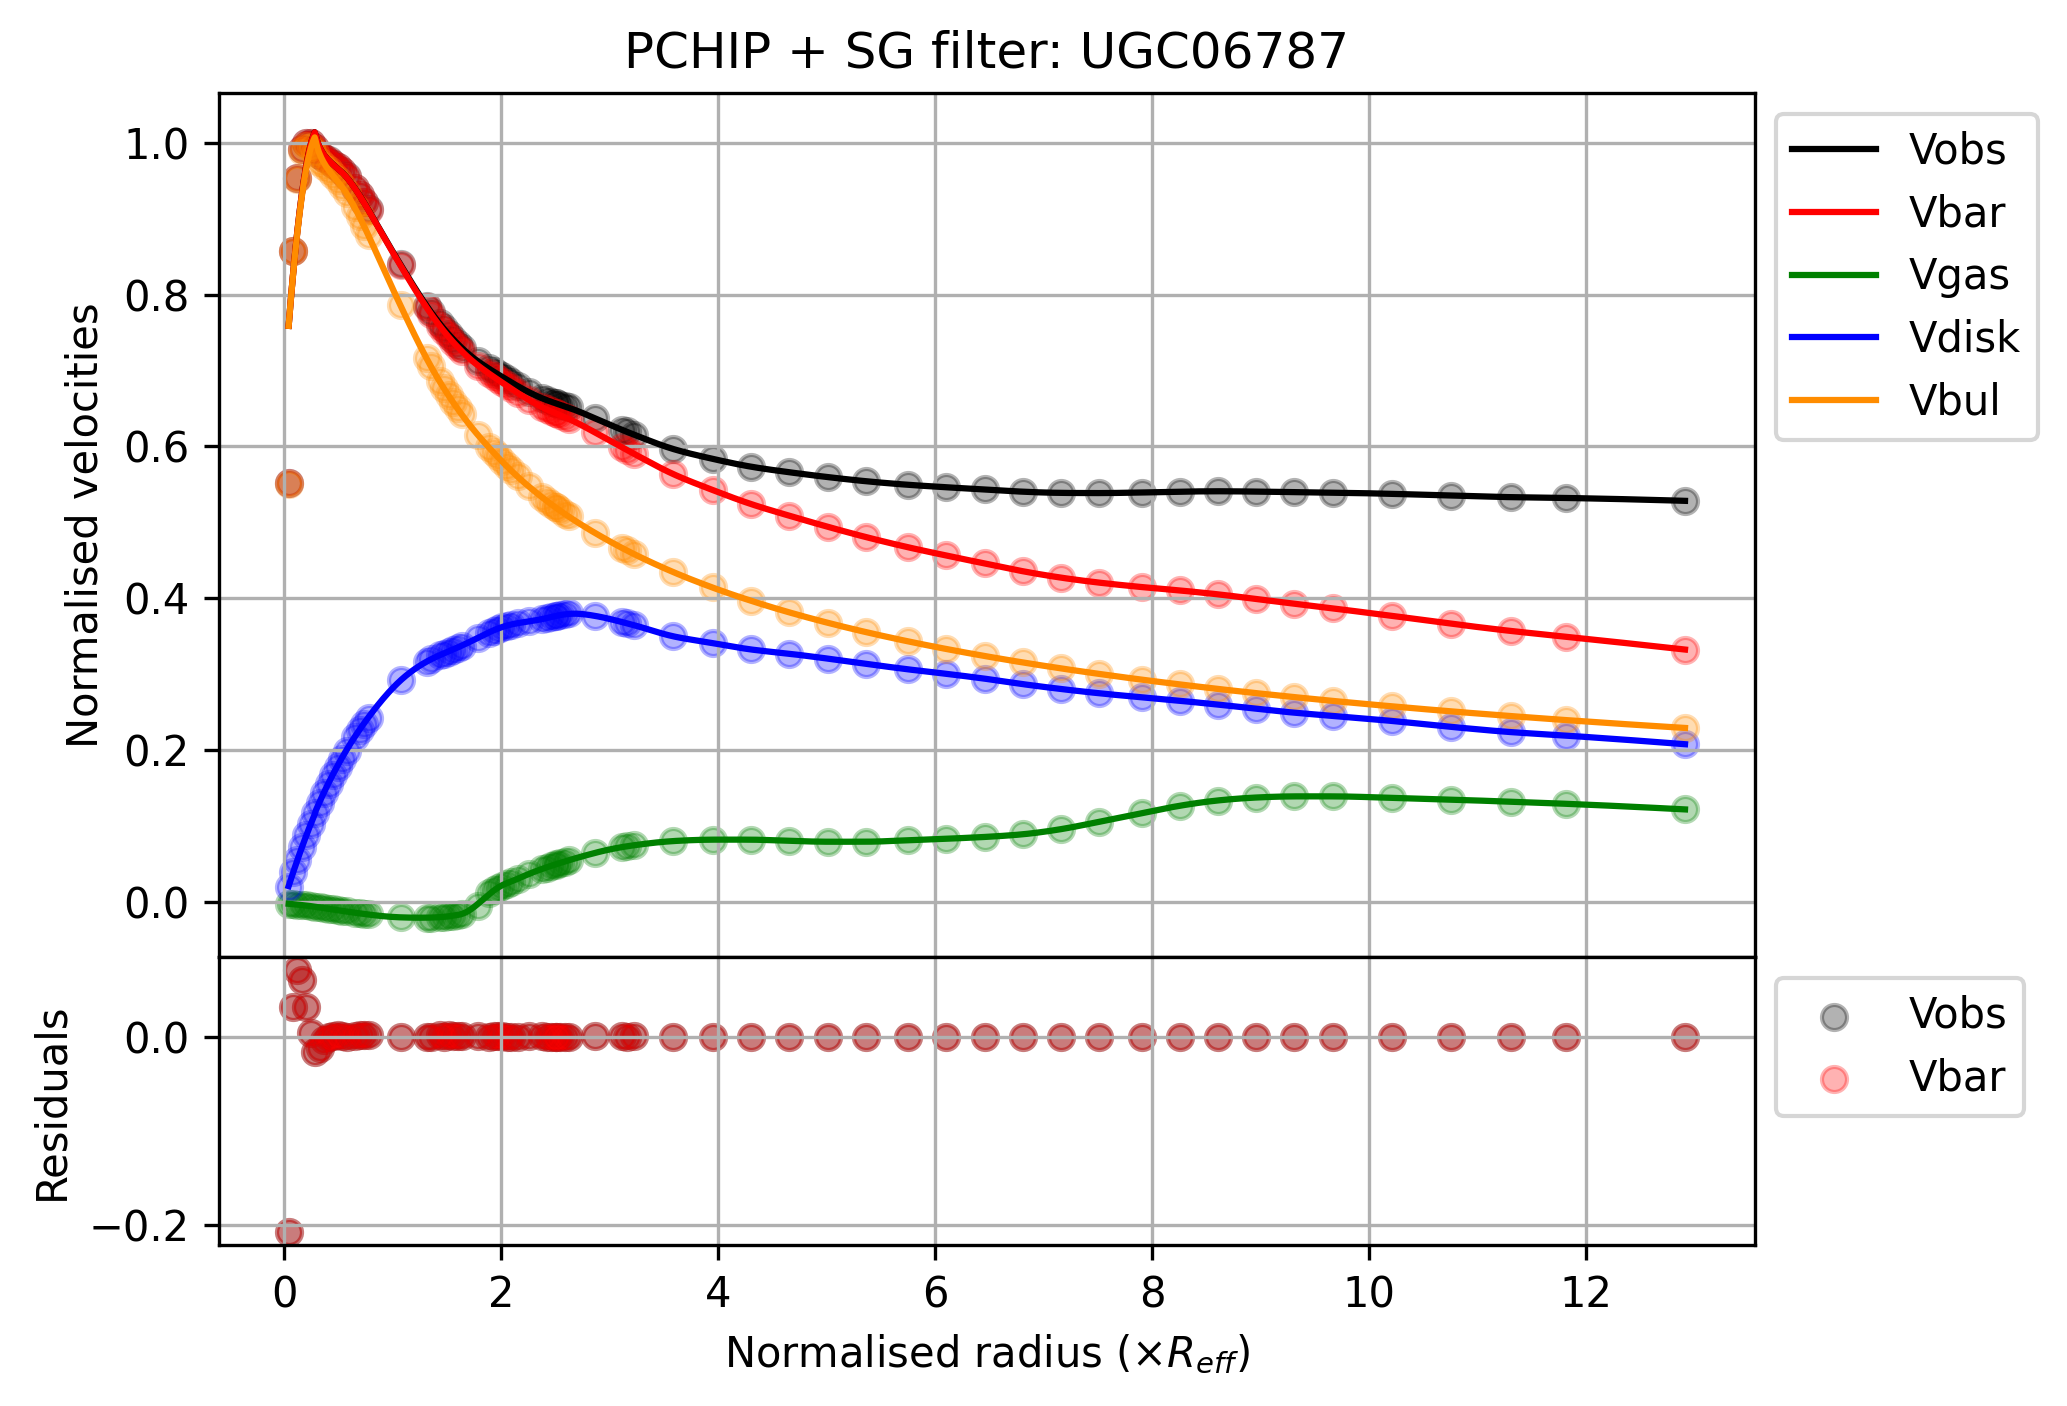 PCHIP + SG filter: UGC06787
Normalised velocities
1.0
0.8
0.6
0.4
0.2
0.0
Vobs
Vbar
Vgas
Vdisk
Vbul
Residuals
0.0
−0.2
Vobs
Vbar
0 2 4 6 8 10 12
Normalised radius (×R_{eff})